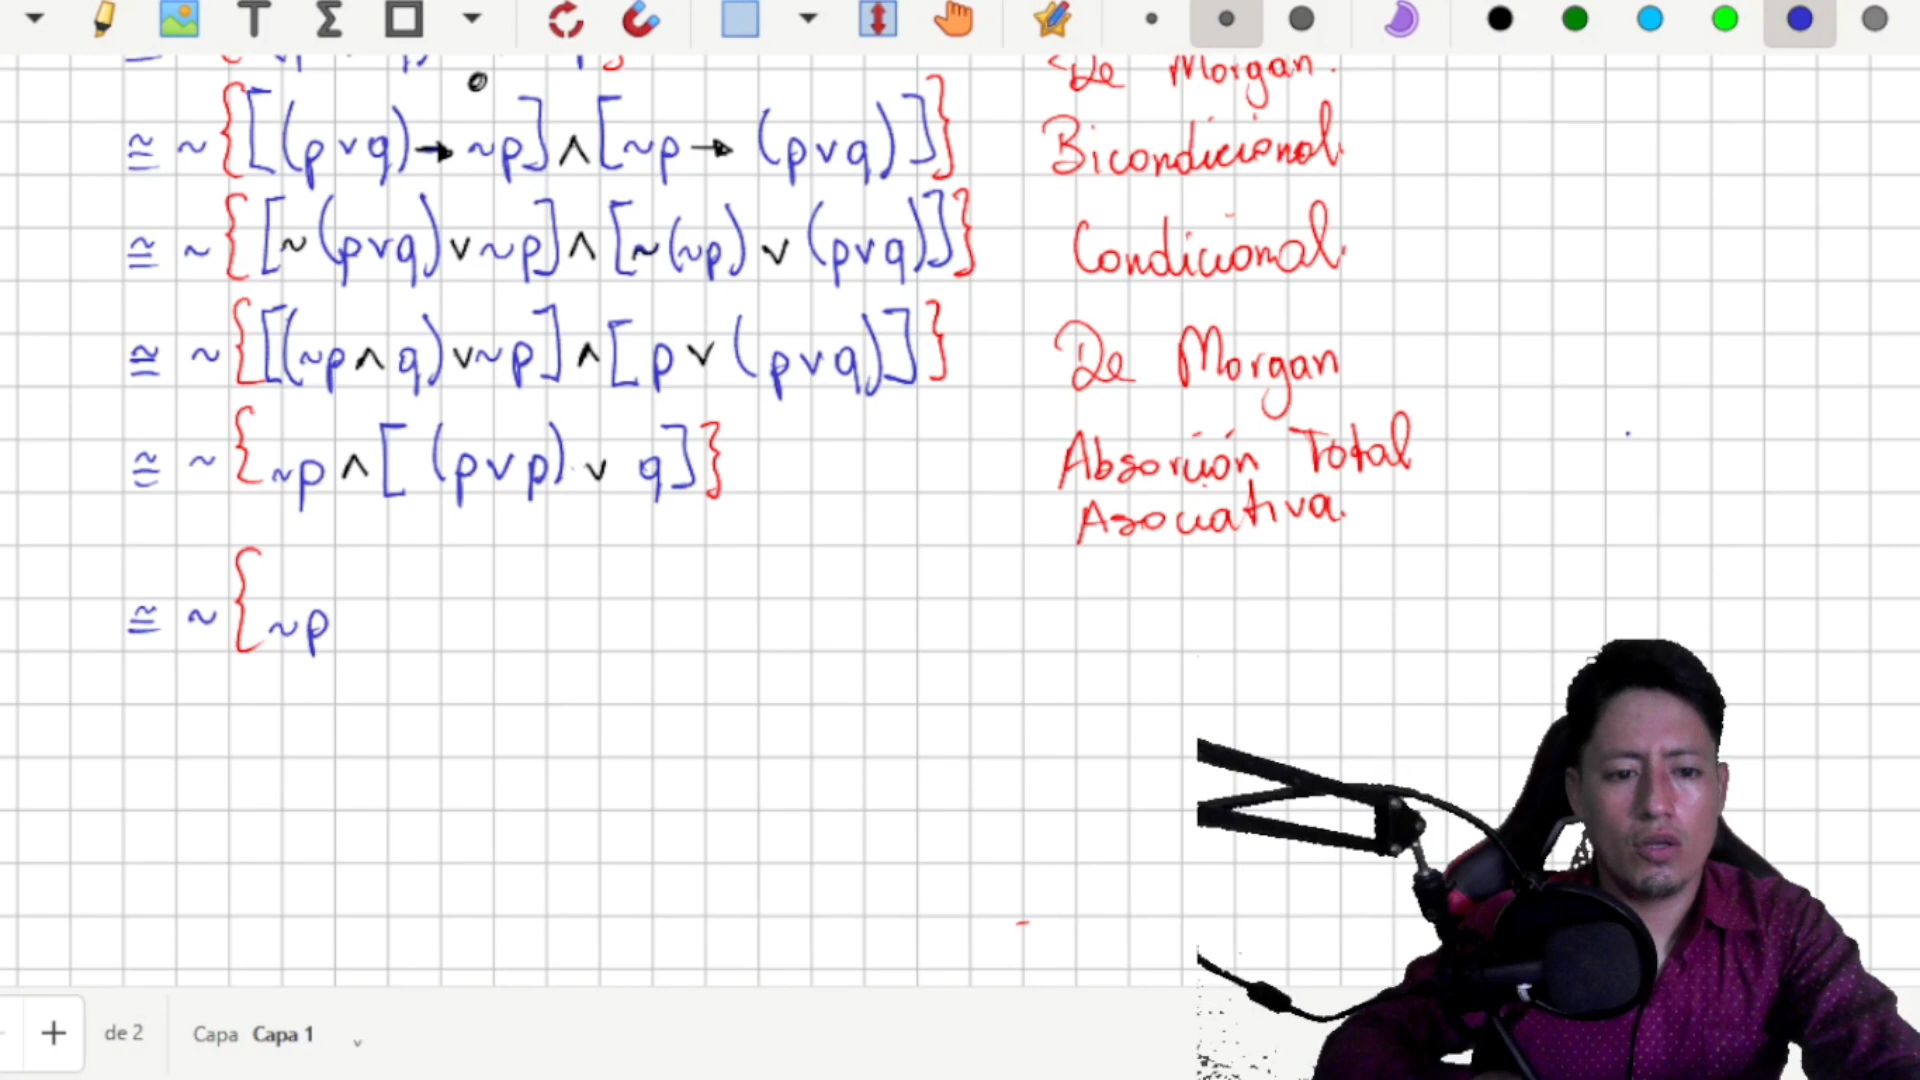 De Morgan.
≅ ~{[(p∨q)→~p]∧[~p→(p∨q)]} Bicondicional.
≅ ~{[~(p∨q)∨~p]∧[~(~p)∨(p∨q)]} Condicional.
≅ ~{[(~p∧q)∨~p]∧[p∨(p∨q)]} De Morgan
≅ ~{~p∧[(p∨p)∨q]} Absorción Total
Asociativa.
≅ ~{~p
de 2 Capa Capa 1